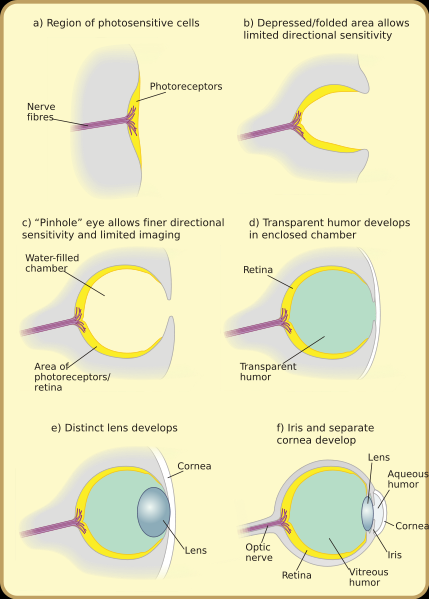 a) Region of photosensitive cells
b) Depressed/folded area allows
limited directional sensitivity
Photoreceptors
Nerve
fibres
c) “Pinhole” eye allows finer directional
sensitivity and limited imaging
d) Transparent humor develops
in enclosed chamber
Water-filled
chamber
Retina
Area of
photoreceptors/
retina
Transparent
humor
e) Distinct lens develops
f) Iris and separate
cornea develop
Cornea
Lens
Lens
Aqueous
humor
Cornea
Iris
Optic
nerve
Retina
Vitreous
humor